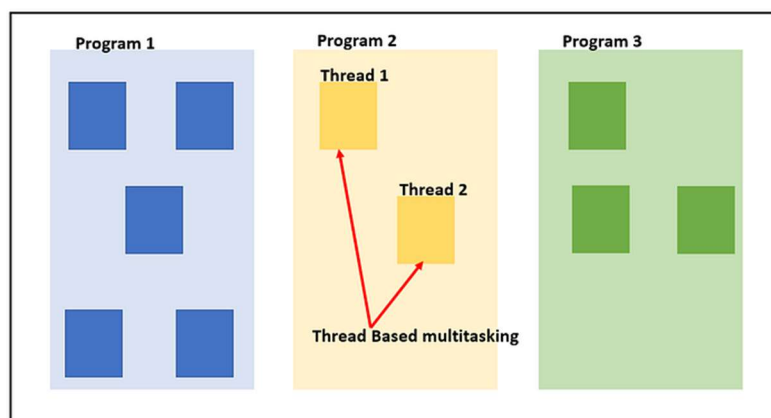 Program 1
Program 2
Program 3
Thread 1
Thread 2
Thread Based multitasking